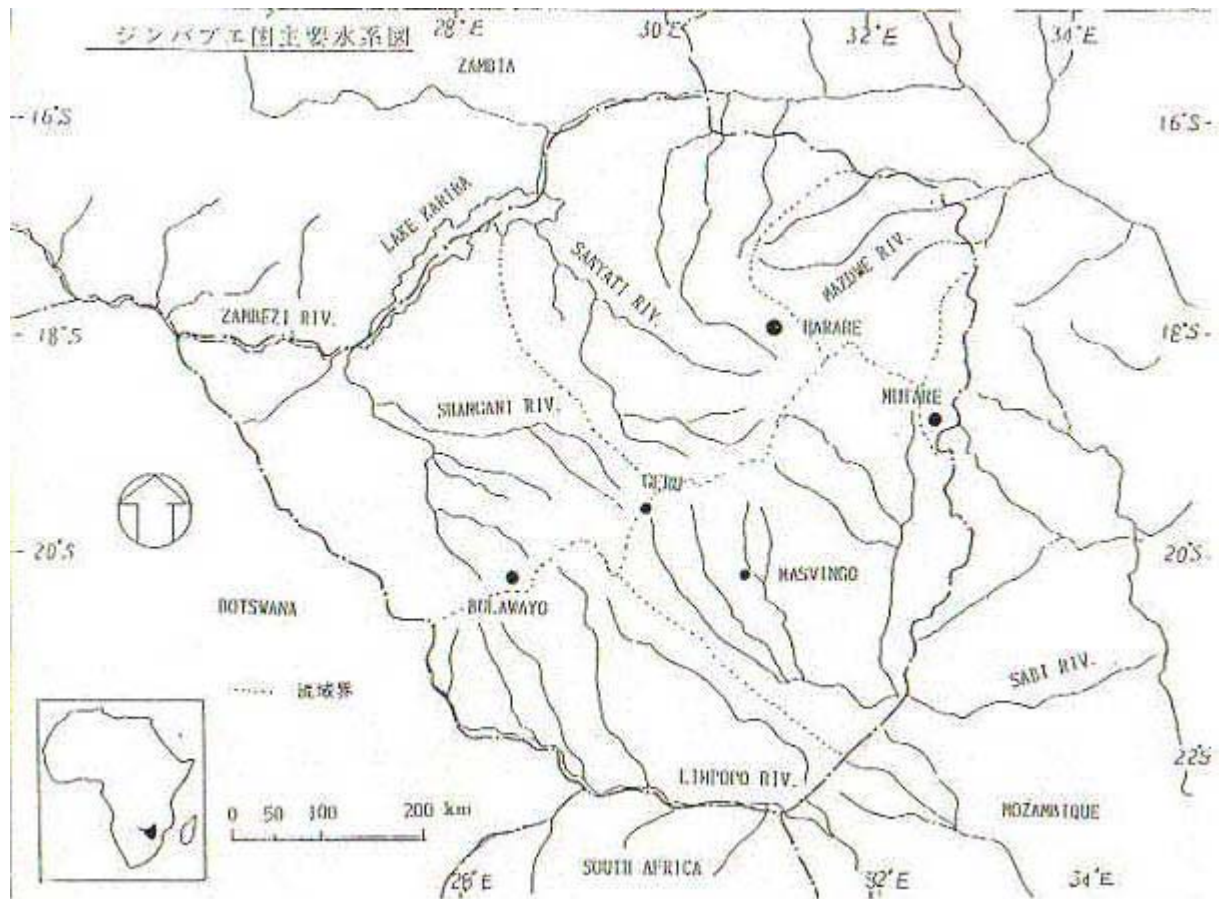 ジンバブエ国主要水系図
28°E
30°E
32°E
34°E
ZAMBIA
16°S
16°S
LAKE KARIBA
SANYATI RIV.
MAZOWE RIV.
ZAMBEZI RIV.
HARARE
18°S
18°S
SHANGANI RIV.
MUTARE
GERU
20°S
20°S
MASVINGO
BOTSWANA
BULAWAYO
SABI RIV.
流域界
22°S
LIMPOPO RIV.
0 50 100 200 km
MOZAMBIQUE
SOUTH AFRICA
28°E
32°E
34°E